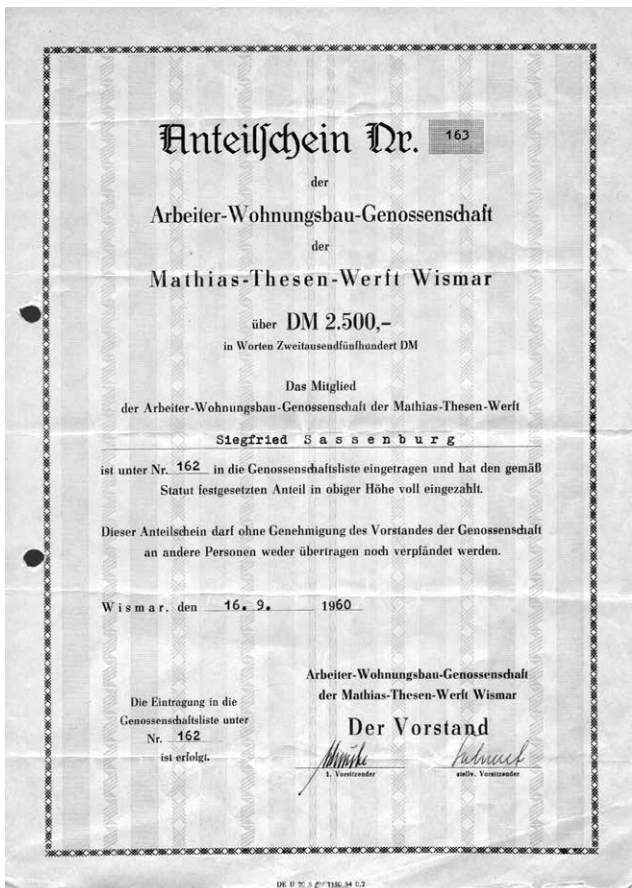 Anteilschein Nr. 163
der
Arbeiter-Wohnungsbau-Genossenschaft
der
Mathias-Thesen-Werft Wismar
über DM 2.500,–
in Worten Zweitausendfünfhundert DM
Das Mitglied
der Arbeiter-Wohnungsbau-Genossenschaft der Mathias-Thesen-Werft
Siegfried Sassenburg
ist unter Nr. 162 in die Genossenschaftsliste eingetragen und hat den gemäß
Statut festgesetzten Anteil in obiger Höhe voll eingezahlt.
Dieser Anteilschein darf ohne Genehmigung des Vorstandes der Genossenschaft
an andere Personen weder übertragen noch verpfändet werden.
Wismar, den 16. 9. 1960
Arbeiter-Wohnungsbau-Genossenschaft
der Mathias-Thesen-Werft Wismar
Der Vorstand
1. Vorsitzender stellv. Vorsitzender
Die Eintragung in die
Genossenschaftsliste unter
Nr. 162
ist erfolgt.